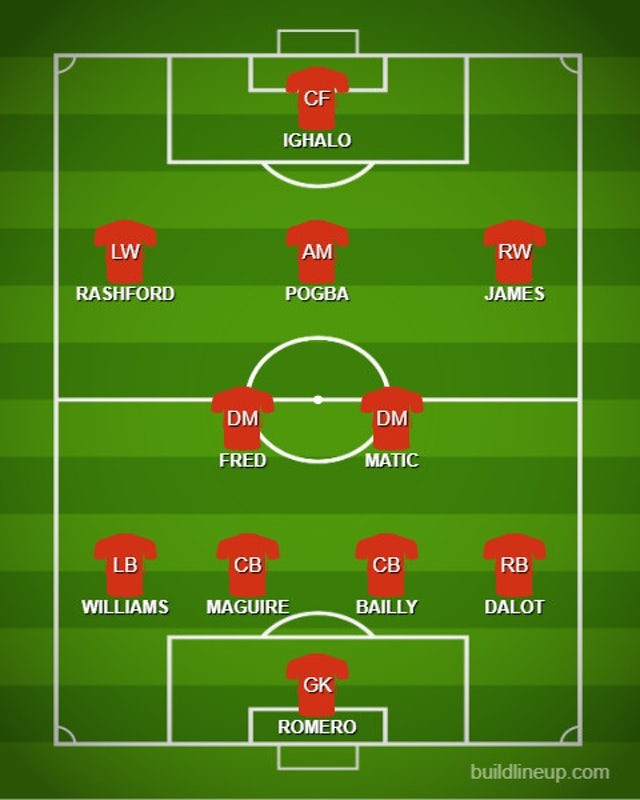 CF
IGHALO
LW
RASHFORD
AM
POGBA
RW
JAMES
DM
FRED
DM
MATIC
LB
WILLIAMS
CB
MAGUIRE
CB
BAILLY
RB
DALOT
GK
ROMERO
buildlineup.com